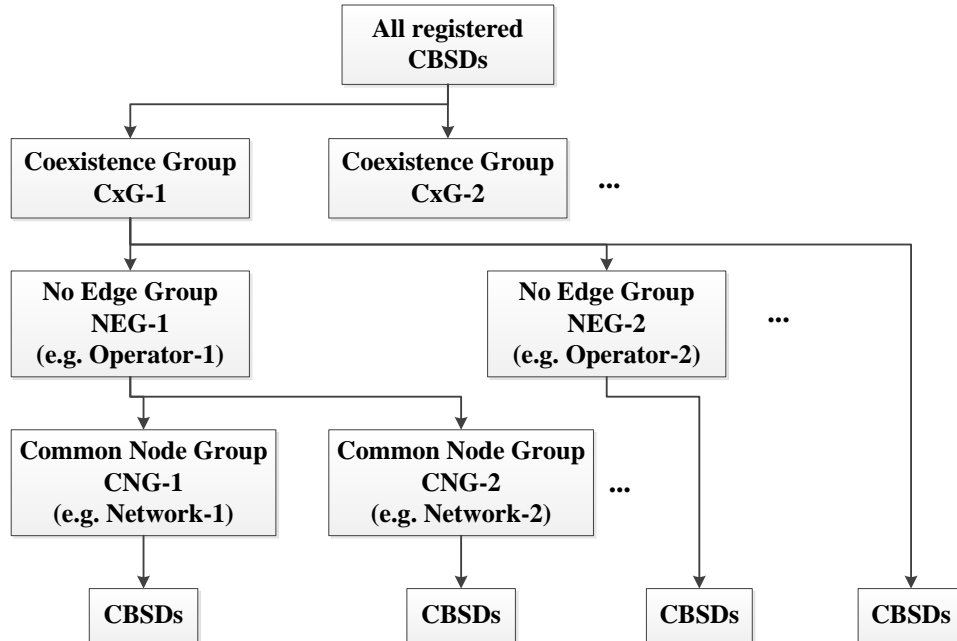 All registered
CBSDs
Coexistence Group
CxG-1
Coexistence Group
CxG-2
...
No Edge Group
NEG-1
(e.g. Operator-1)
No Edge Group
NEG-2
(e.g. Operator-2)
...
Common Node Group
CNG-1
(e.g. Network-1)
Common Node Group
CNG-2
(e.g. Network-2)
...
CBSDs
CBSDs
CBSDs
CBSDs